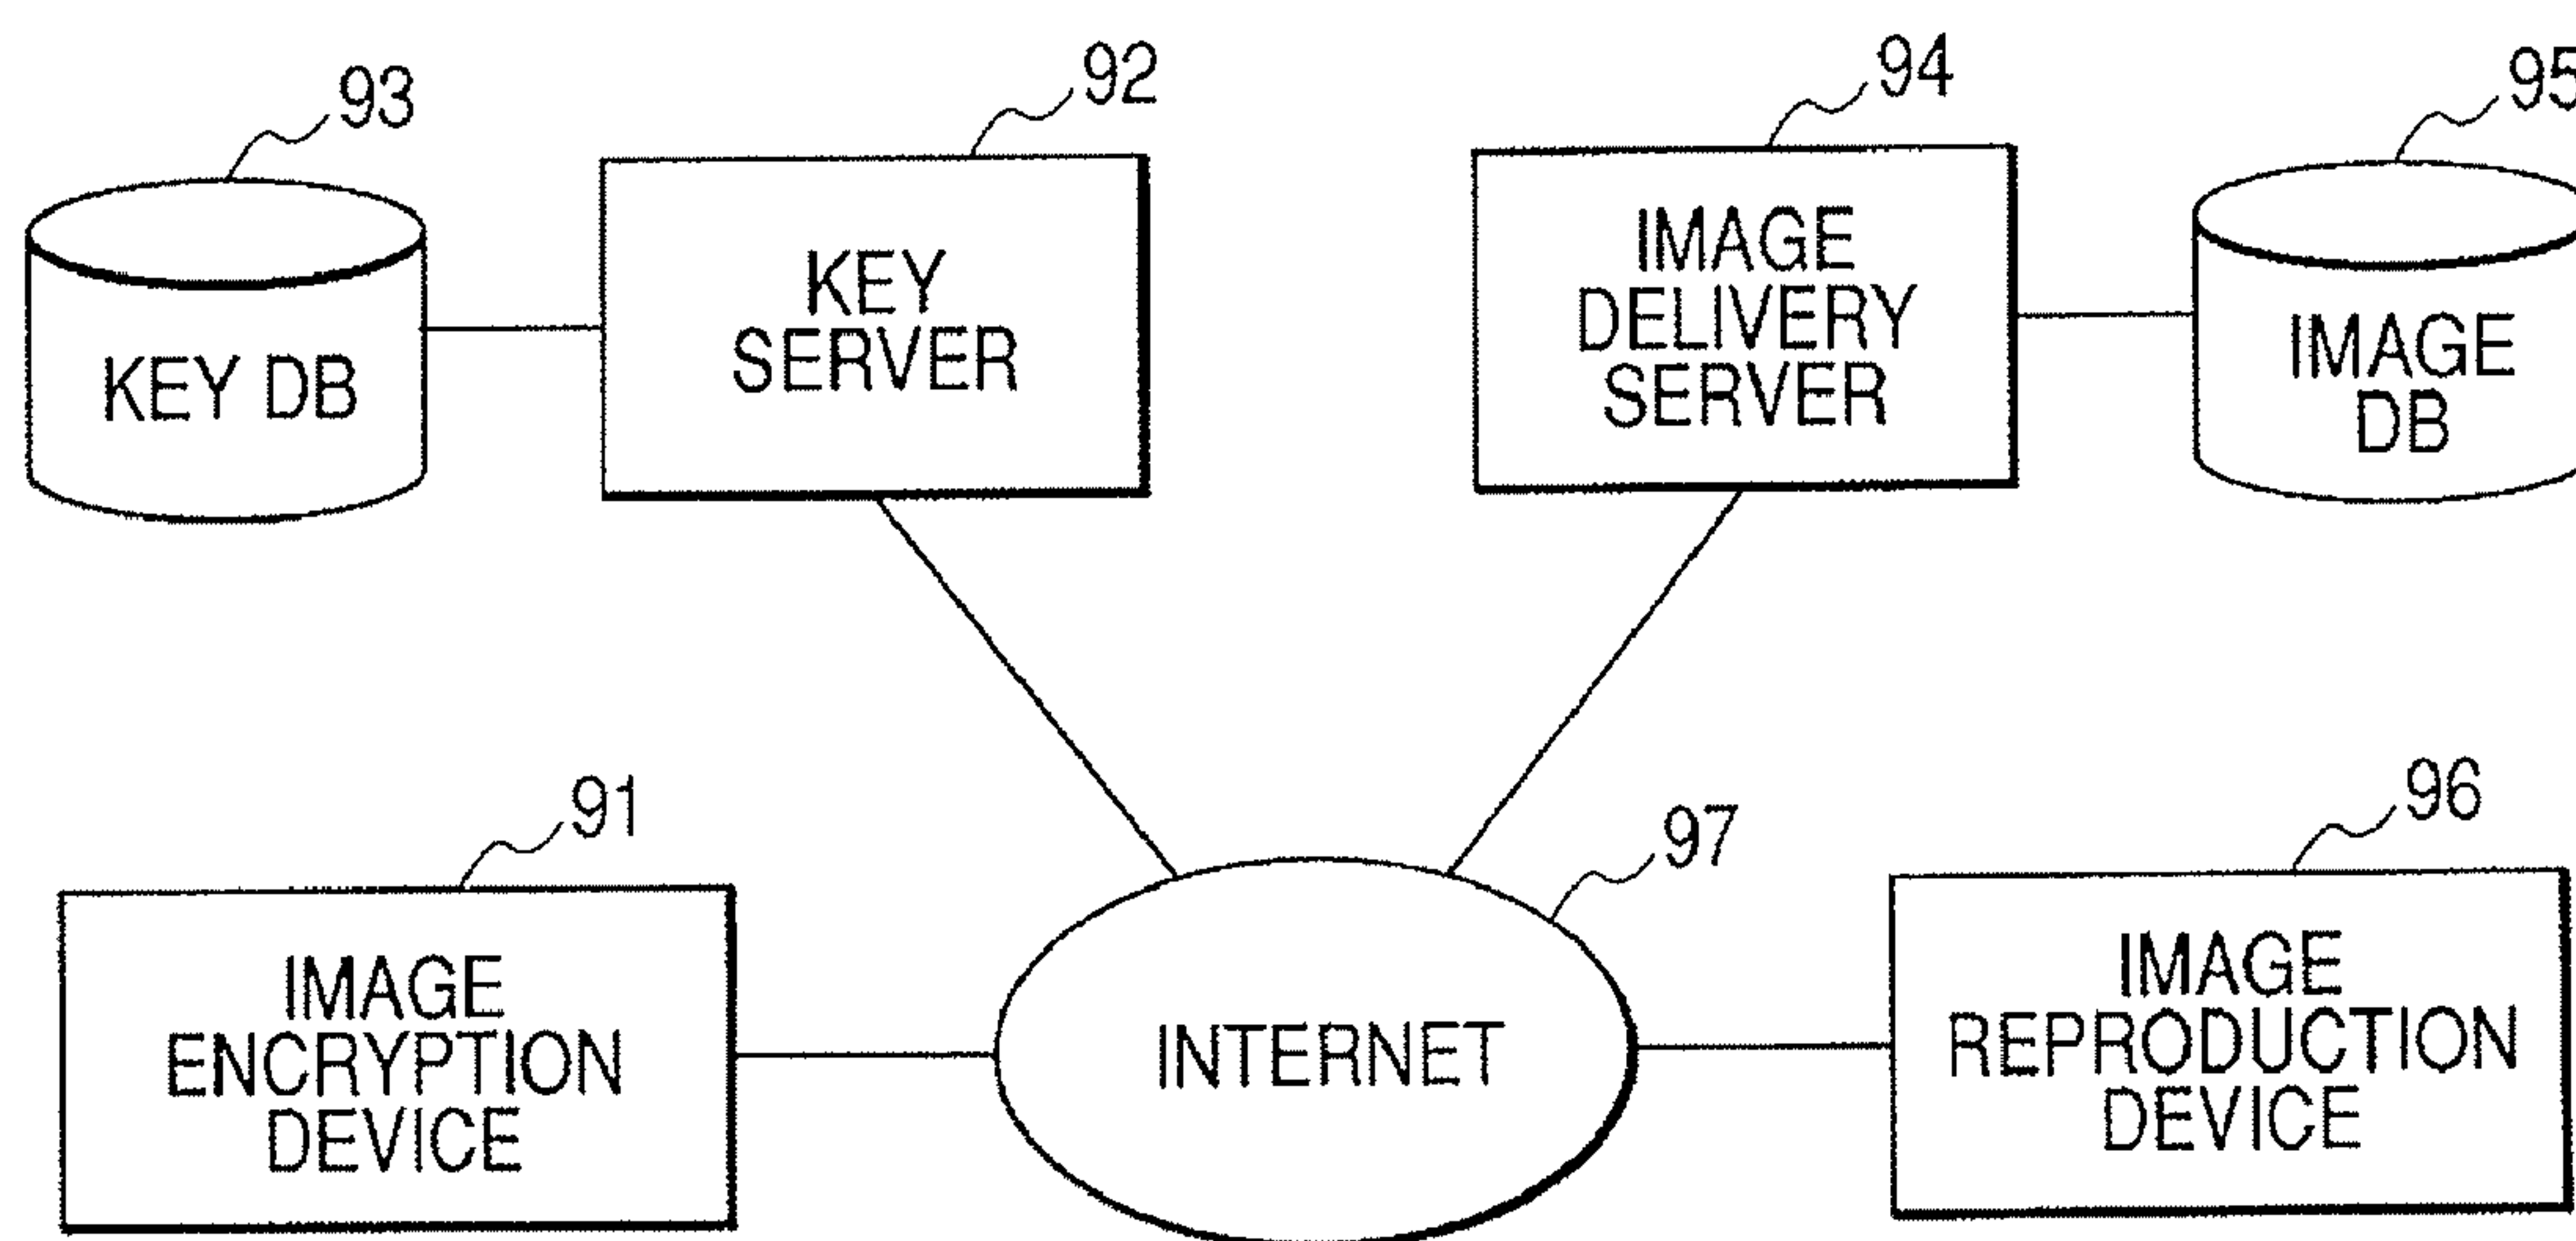 93
92
94
95
KEY DB
KEY
SERVER
IMAGE
DELIVERY
SERVER
IMAGE
DB
91
97
96
IMAGE
ENCRYPTION
DEVICE
INTERNET
IMAGE
REPRODUCTION
DEVICE